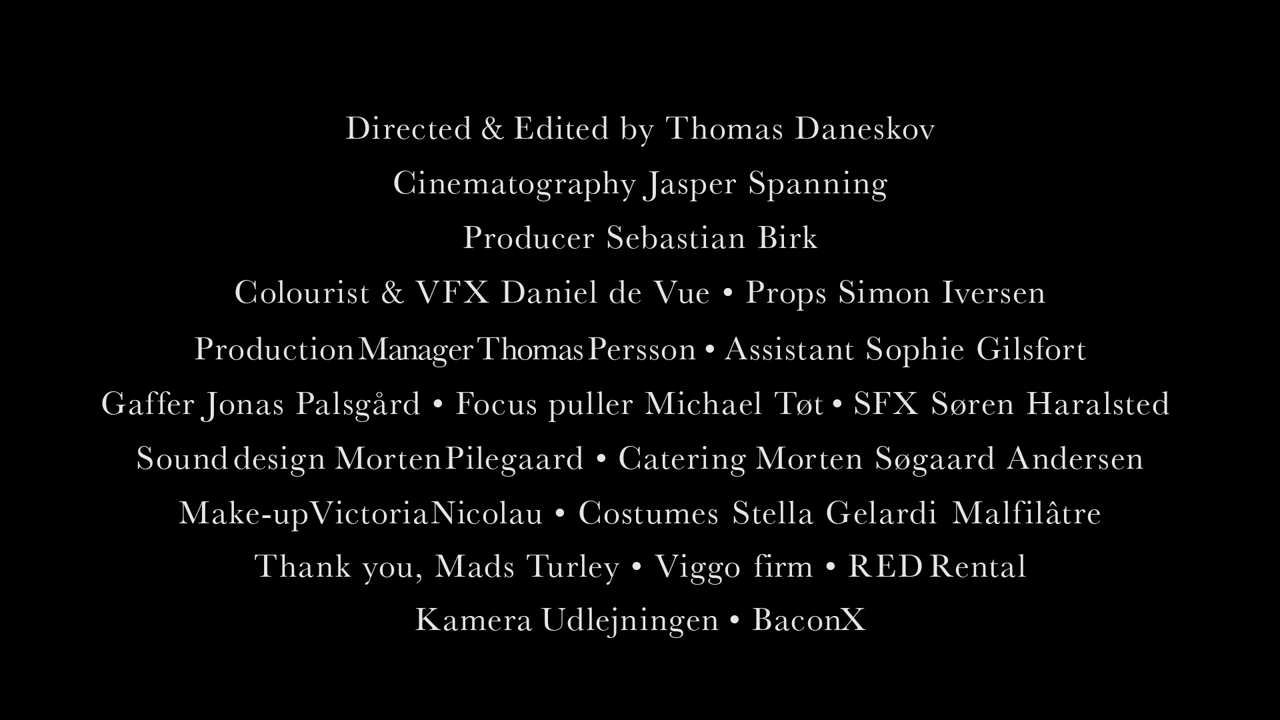 Directed & Edited by Thomas Daneskov
Cinematography Jasper Spanning
Producer Sebastian Birk
Colourist & VFX Daniel de Vue • Props Simon Iversen
Production Manager Thomas Persson • Assistant Sophie Gilsfort
Gaffer Jonas Palsgård • Focus puller Michael Tøt • SFX Søren Haralsted
Sound design Morten Pilegaard • Catering Morten Søgaard Andersen
Make-up Victoria Nicolau • Costumes Stella Gelardi Malfilâtre
Thank you, Mads Turley • Viggo firm • RED Rental
Kamera Udlejningen • BaconX